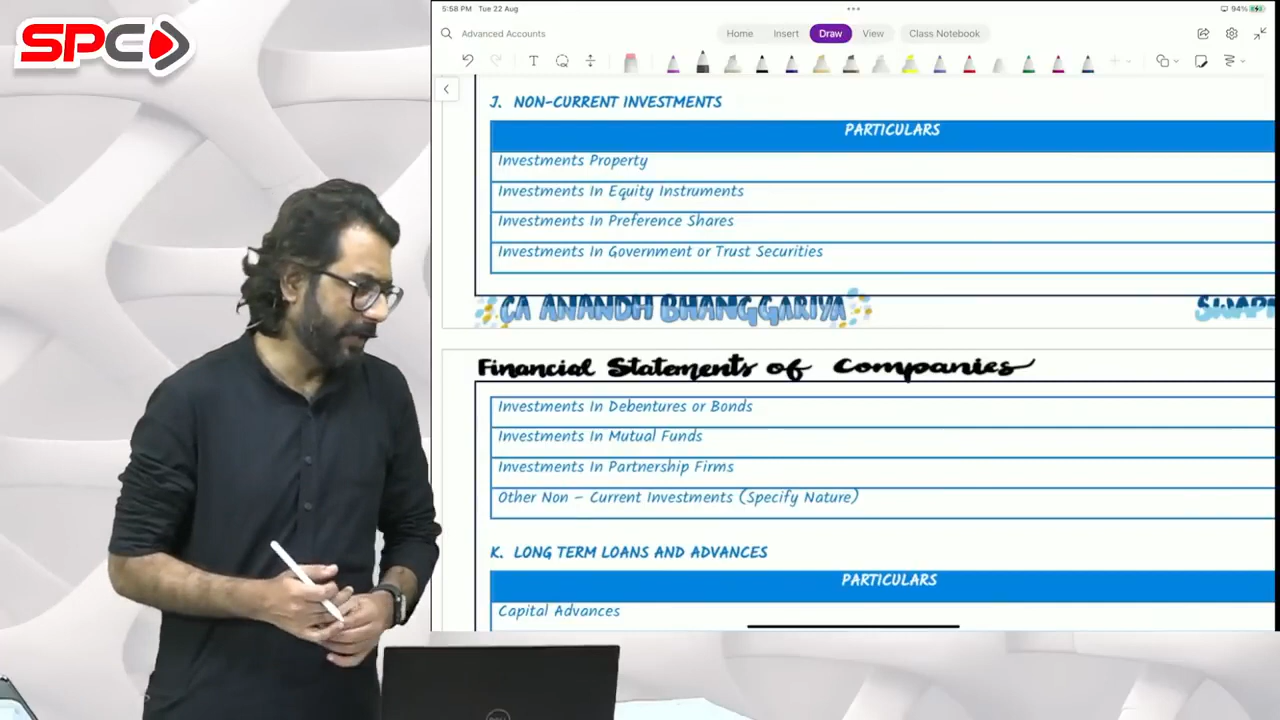 SPC
5:58 PM Tue 22 Aug
94%
Advanced Accounts
Home Insert Draw View Class Notebook
J. NON-CURRENT INVESTMENTS
PARTICULARS
Investments Property
Investments In Equity Instruments
Investments In Preference Shares
Investments In Government or Trust Securities
CA ANANDH BHANGGARIYA
Financial Statements of Companies
Investments In Debentures or Bonds
Investments In Mutual Funds
Investments In Partnership Firms
Other Non – Current Investments (Specify Nature)
K. LONG TERM LOANS AND ADVANCES
PARTICULARS
Capital Advances